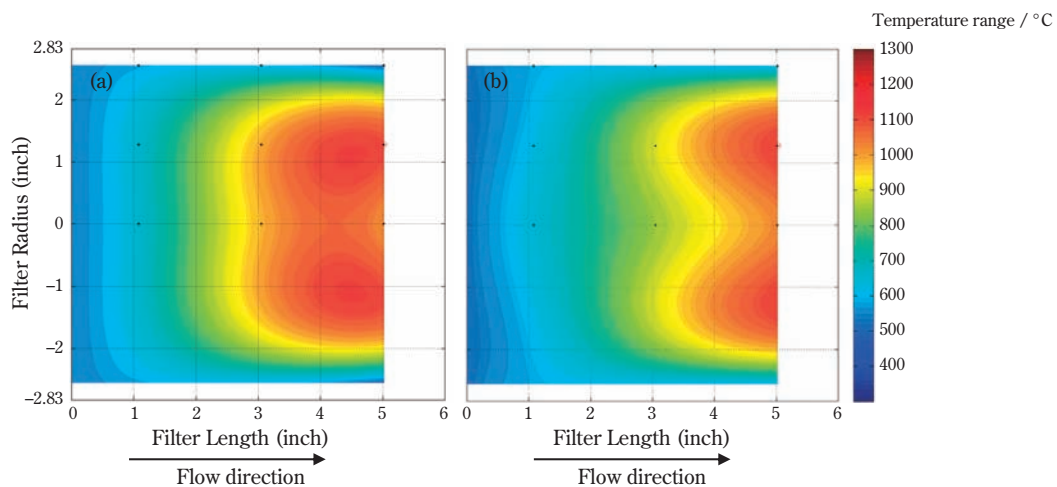 Temperature range / °C
2.83
2
1
0
−1
−2
−2.83
Filter Radius (inch)
(a)
0 1 2 3 4 5 6
Filter Length (inch)
Flow direction
(b)
0 1 2 3 4 5 6
Filter Length (inch)
Flow direction
1300
1200
1100
1000
900
800
700
600
500
400